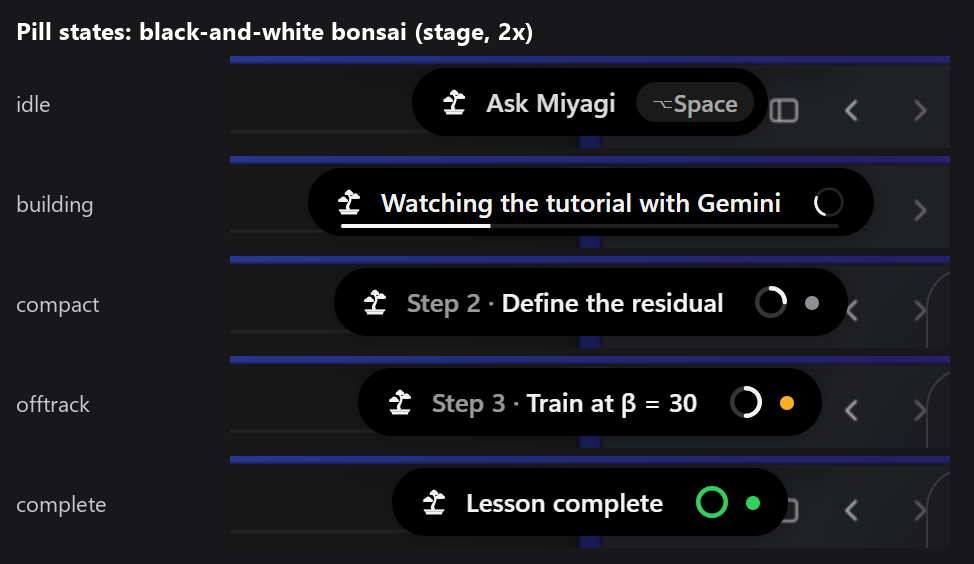 Pill states: black-and-white bonsai (stage, 2x)
idle
Ask Miyagi ⌥Space
building
Watching the tutorial with Gemini
compact
Step 2 · Define the residual
offtrack
Step 3 · Train at β = 30
complete
Lesson complete